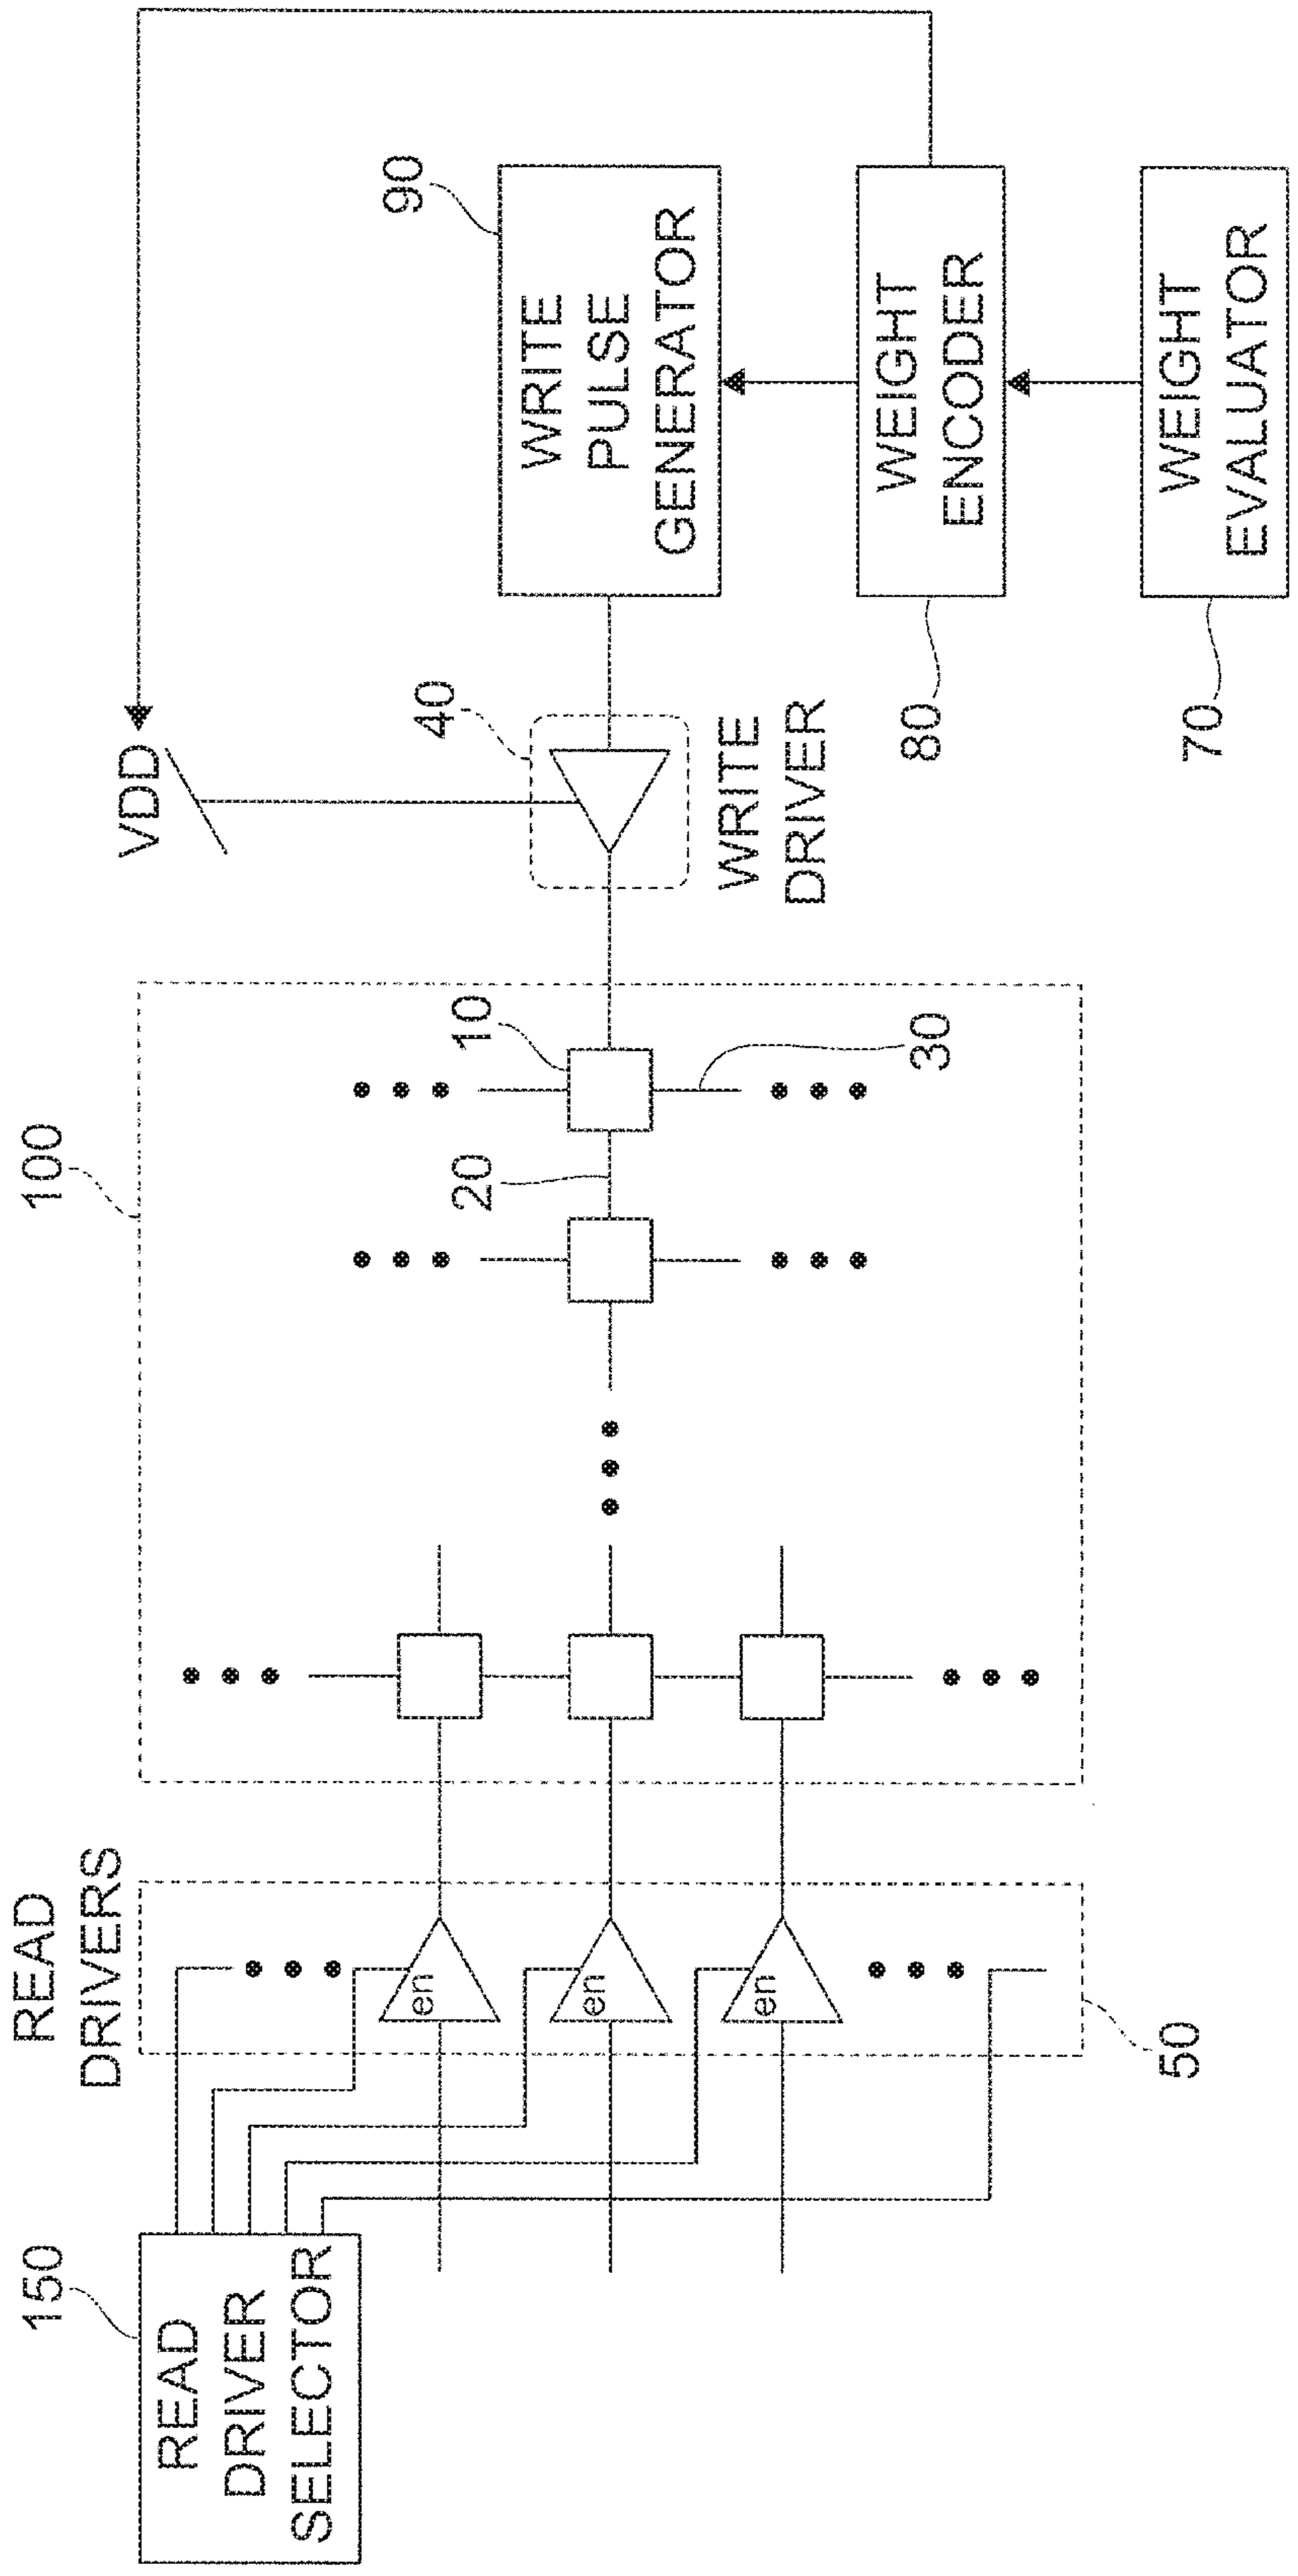 READ
DRIVERS
150
READ
DRIVER
SELECTOR
en
en
en
50
100
10
20
30
VDD
40
WRITE
DRIVER
90
WRITE
PULSE
GENERATOR
80
WEIGHT
ENCODER
70
WEIGHT
EVALUATOR